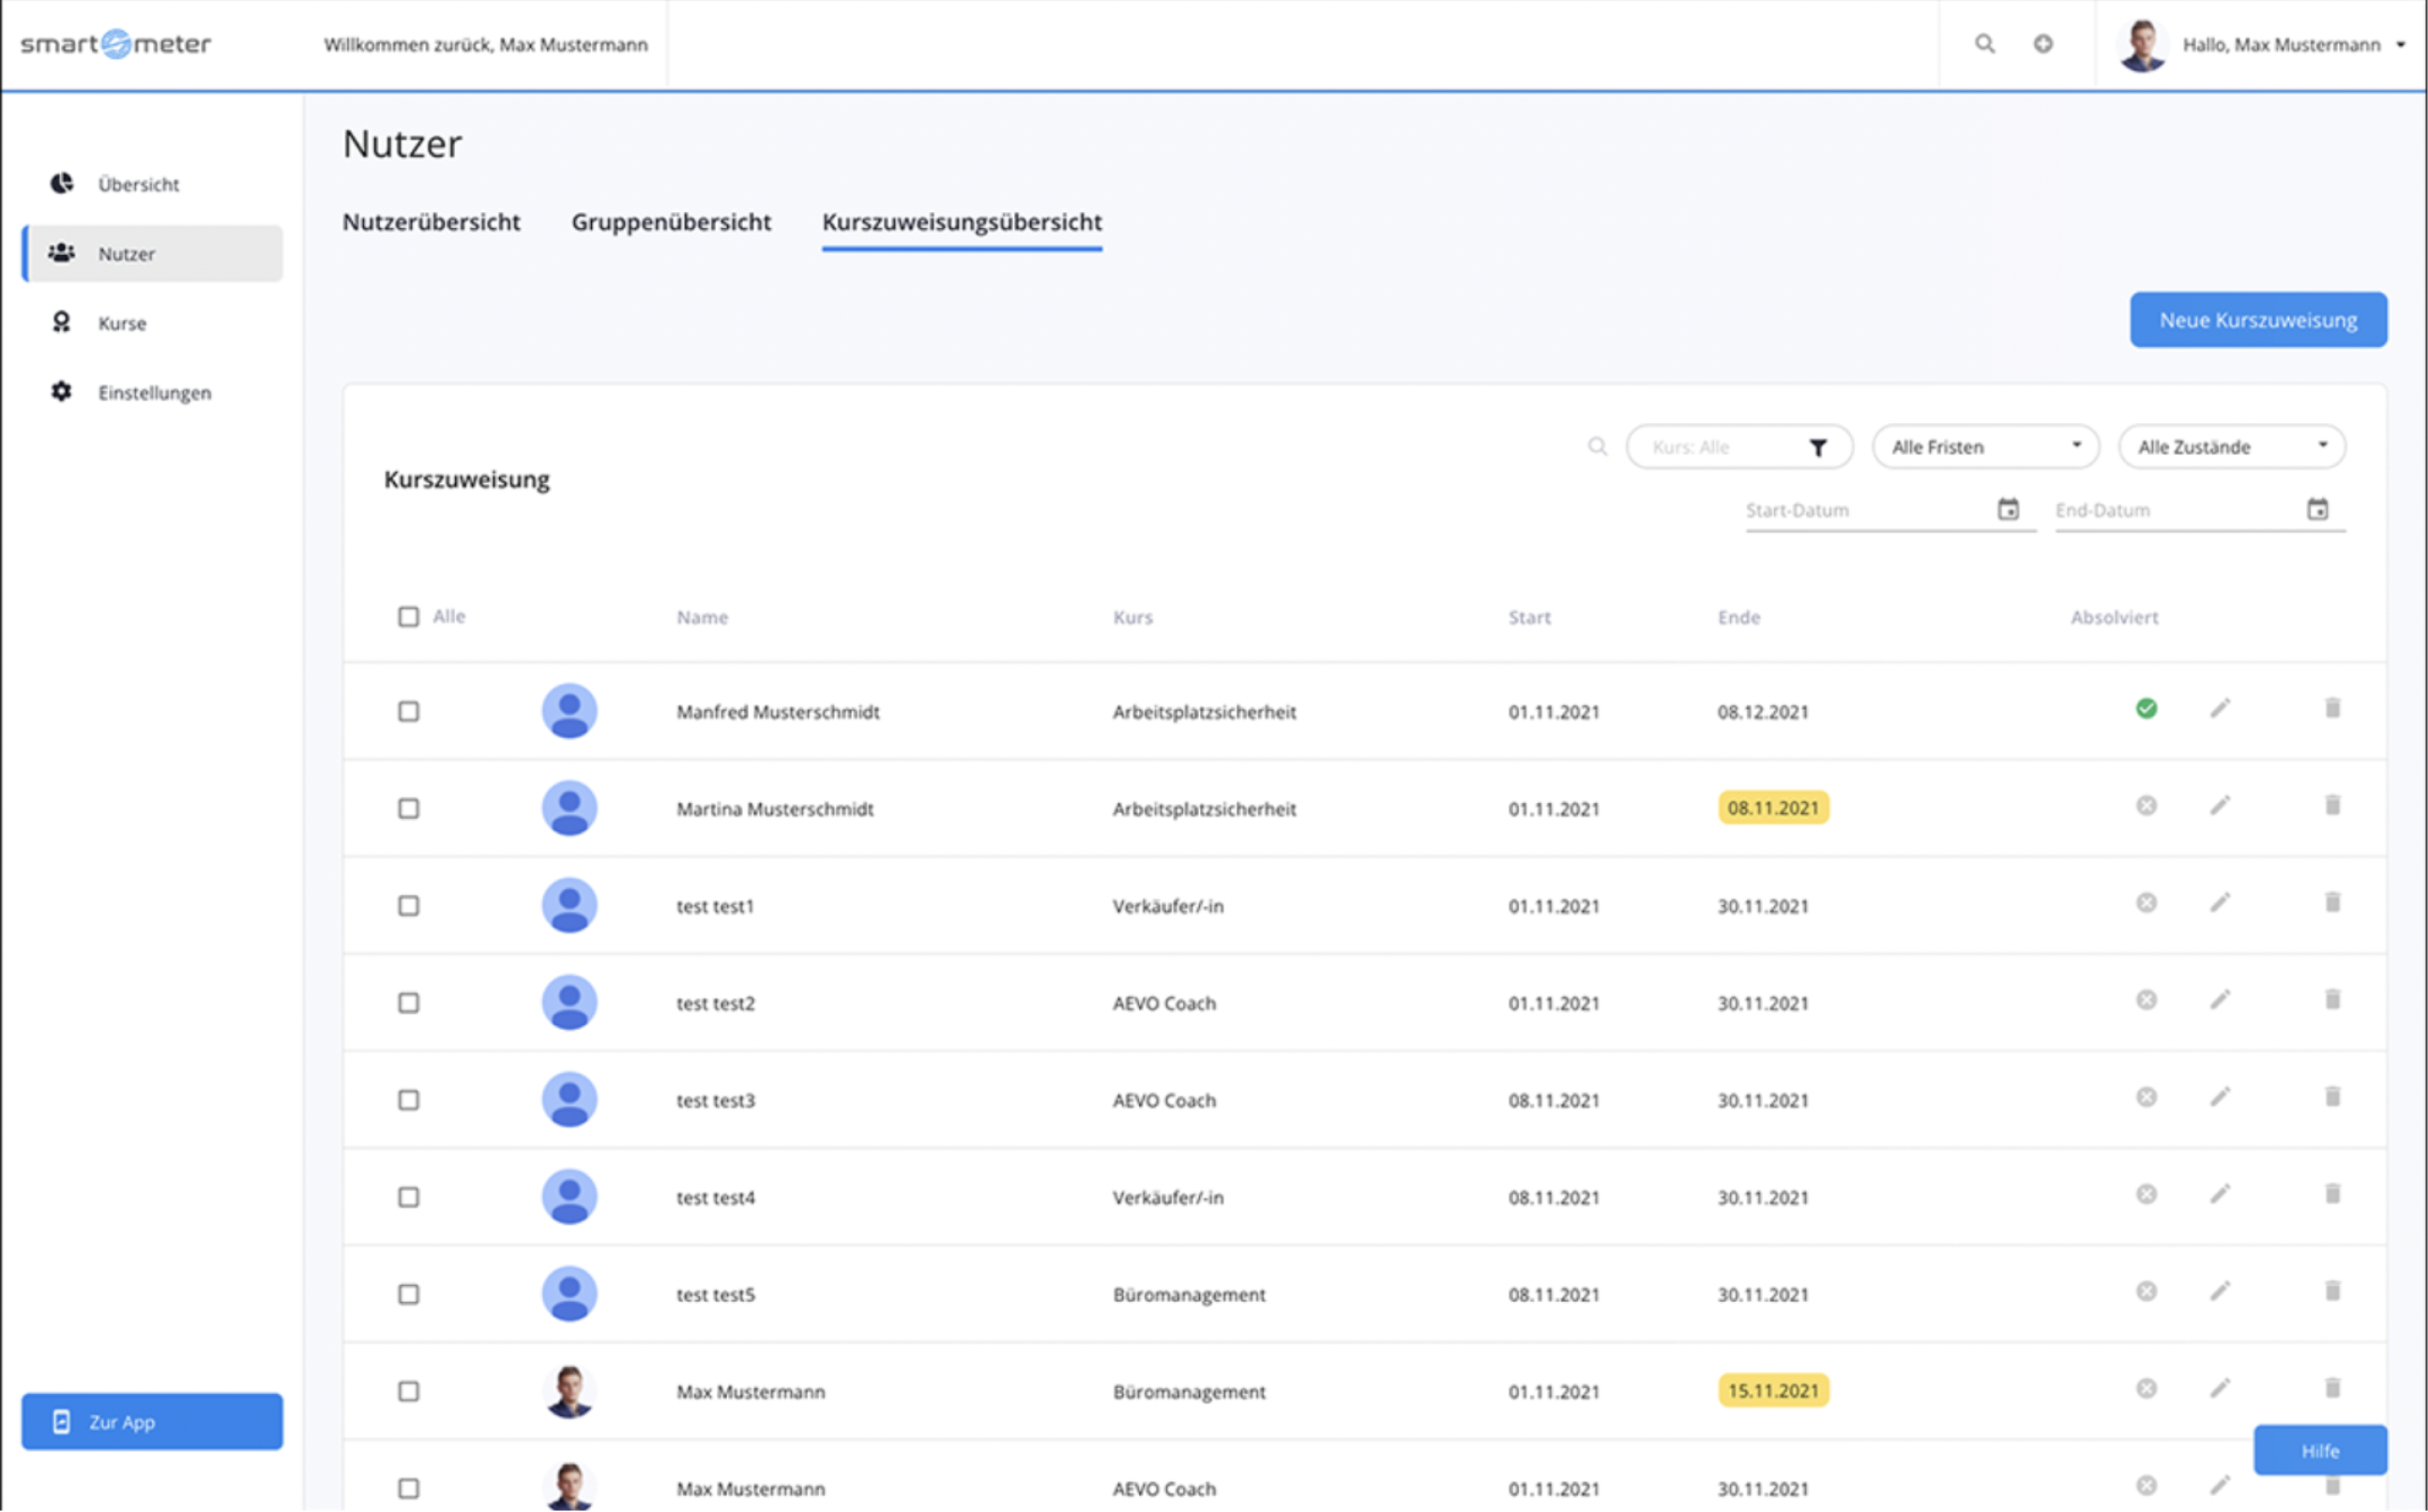 smart meter
Willkommen zurück, Max Mustermann
Hallo, Max Mustermann
Übersicht
Nutzer
Kurse
Einstellungen
Zur App
Nutzer
Nutzerübersicht Gruppenübersicht Kurszuweisungsübersicht
Neue Kurszuweisung
Kurszuweisung
Kurs: Alle Alle Fristen Alle Zustände
Start-Datum End-Datum
Alle Name Kurs Start Ende Absolviert
Manfred Musterschmidt Arbeitsplatzsicherheit 01.11.2021 08.12.2021
Martina Musterschmidt Arbeitsplatzsicherheit 01.11.2021 08.11.2021
test test1 Verkäufer/-in 01.11.2021 30.11.2021
test test2 AEVO Coach 01.11.2021 30.11.2021
test test3 AEVO Coach 08.11.2021 30.11.2021
test test4 Verkäufer/-in 08.11.2021 30.11.2021
test test5 Büromanagement 08.11.2021 30.11.2021
Max Mustermann Büromanagement 01.11.2021 15.11.2021
Max Mustermann AEVO Coach 01.11.2021 30.11.2021
Hilfe